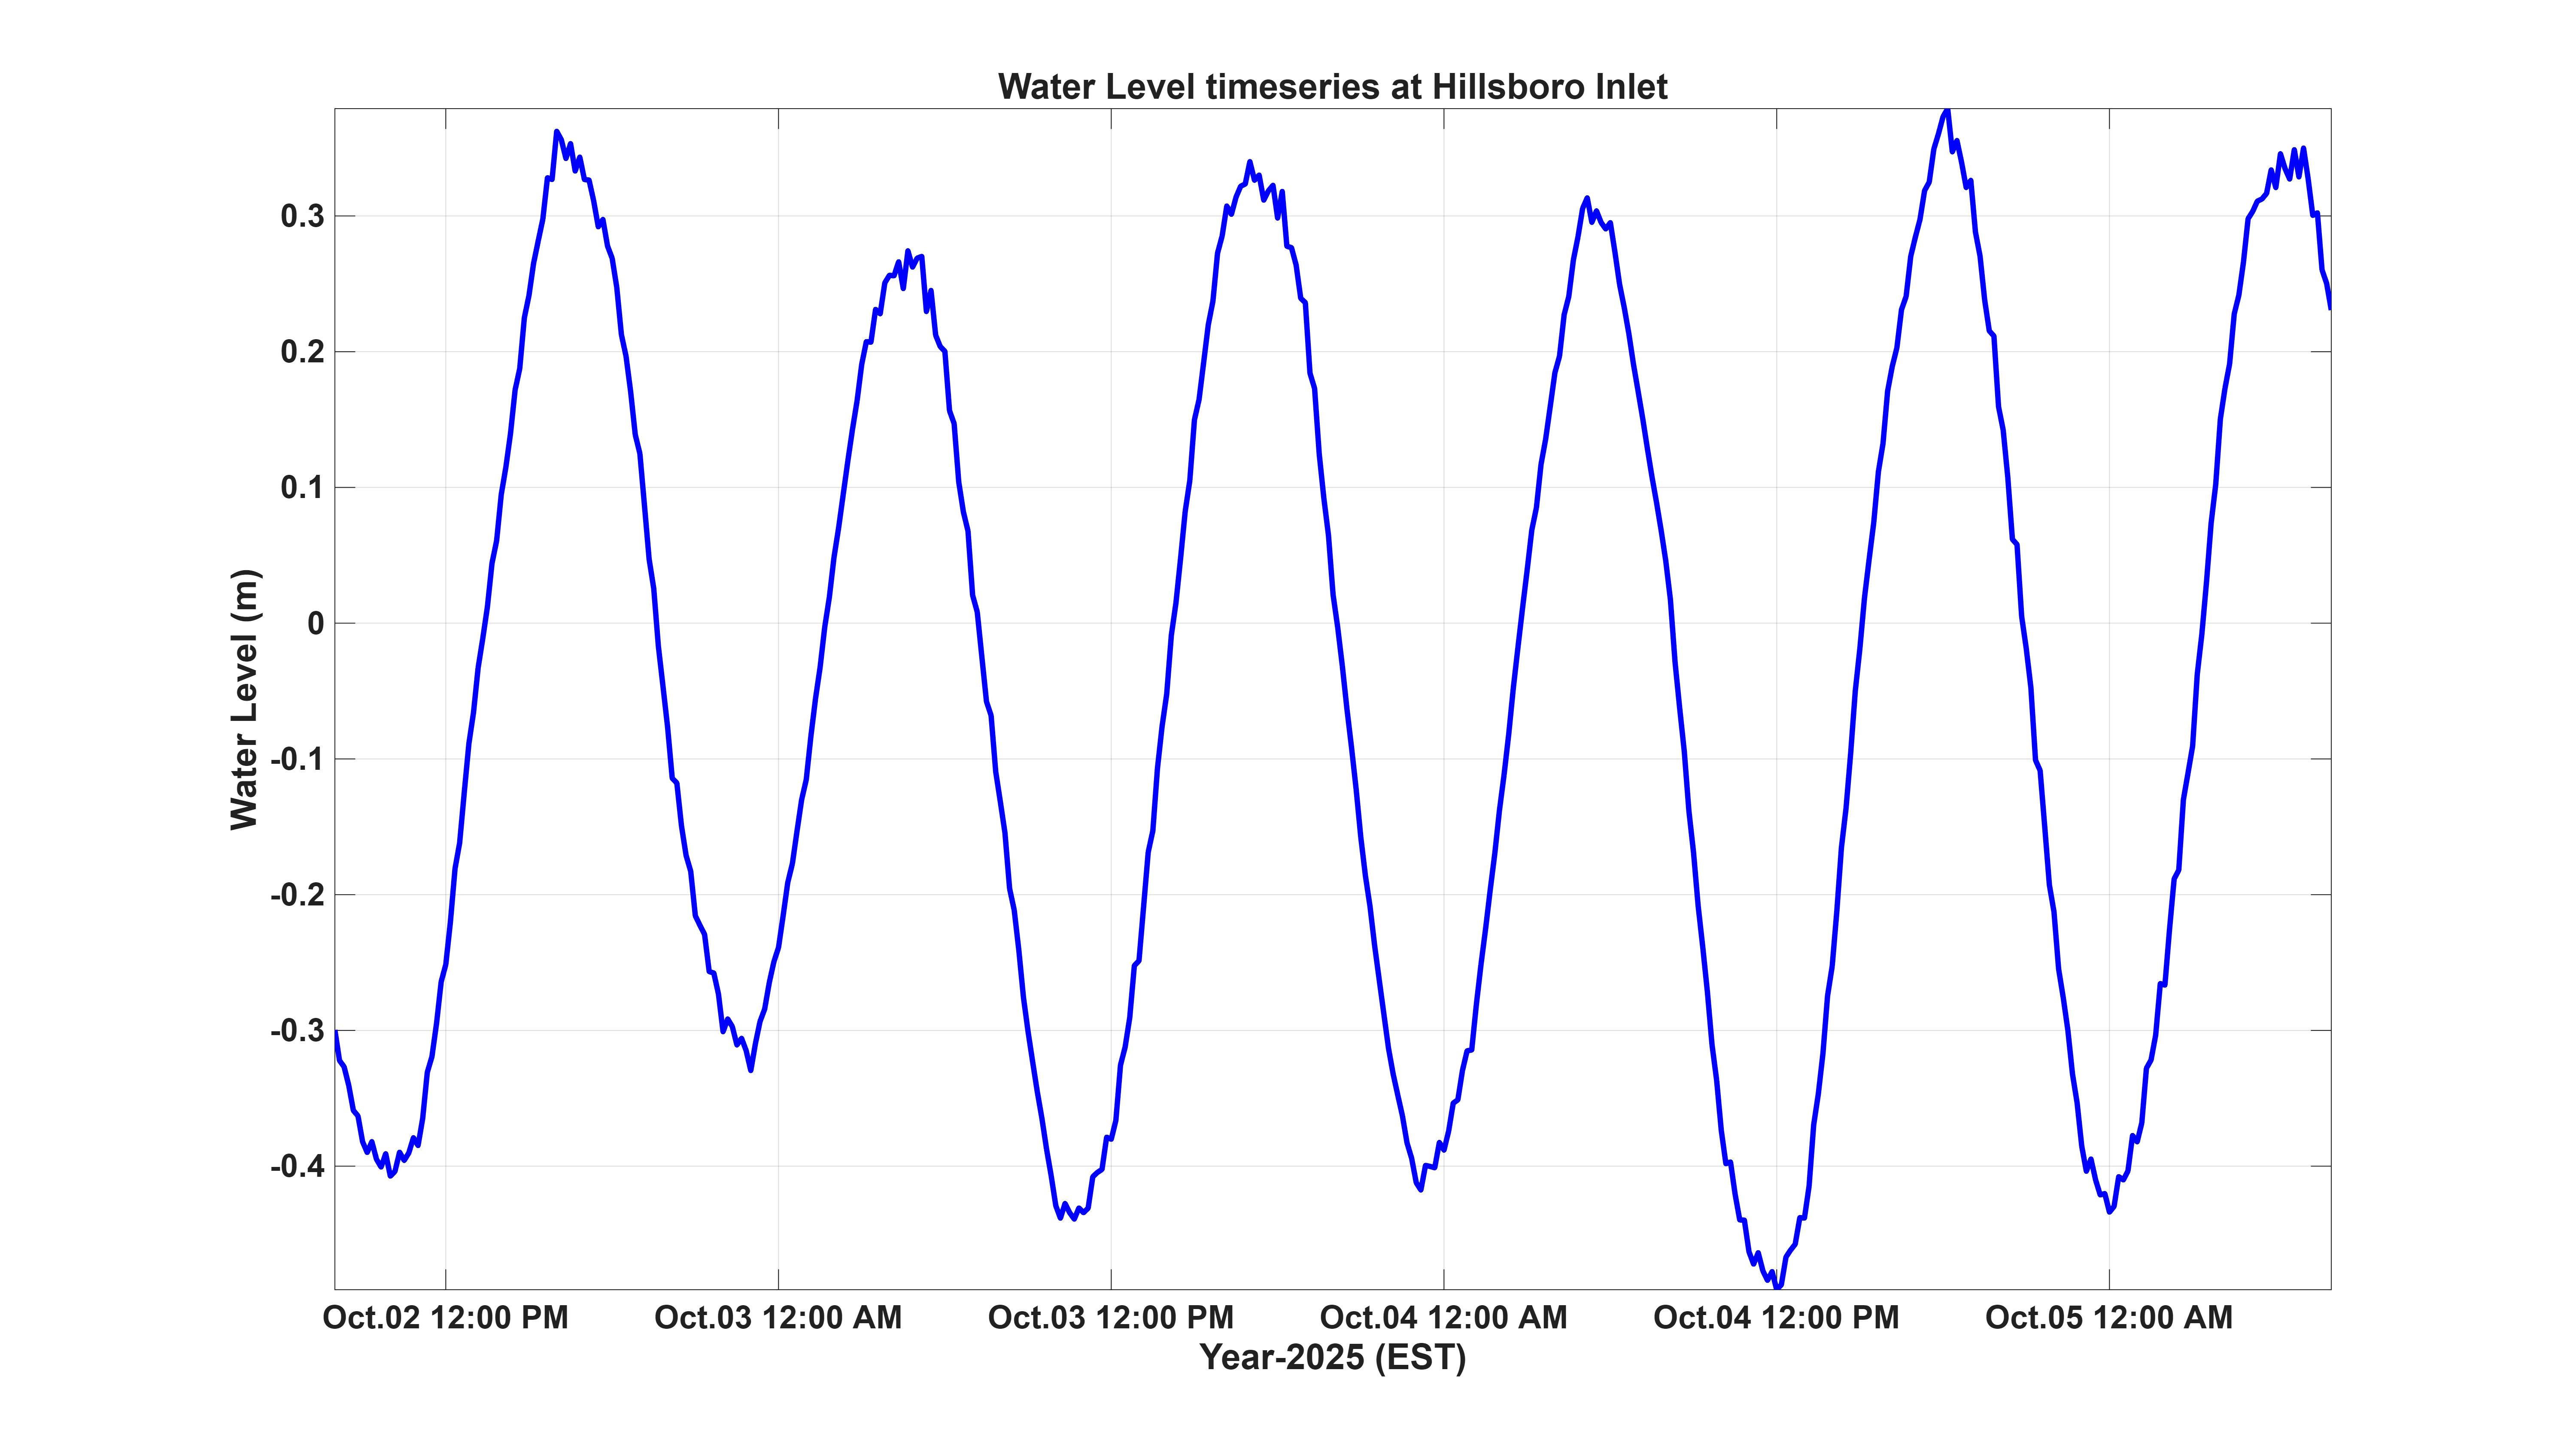 Water Level timeseries at Hillsboro Inlet
0.3
0.2
0.1
0
-0.1
-0.2
-0.3
-0.4
Water Level (m)
Oct.02 12:00 PM Oct.03 12:00 AM Oct.03 12:00 PM Oct.04 12:00 AM Oct.04 12:00 PM Oct.05 12:00 AM
Year-2025 (EST)